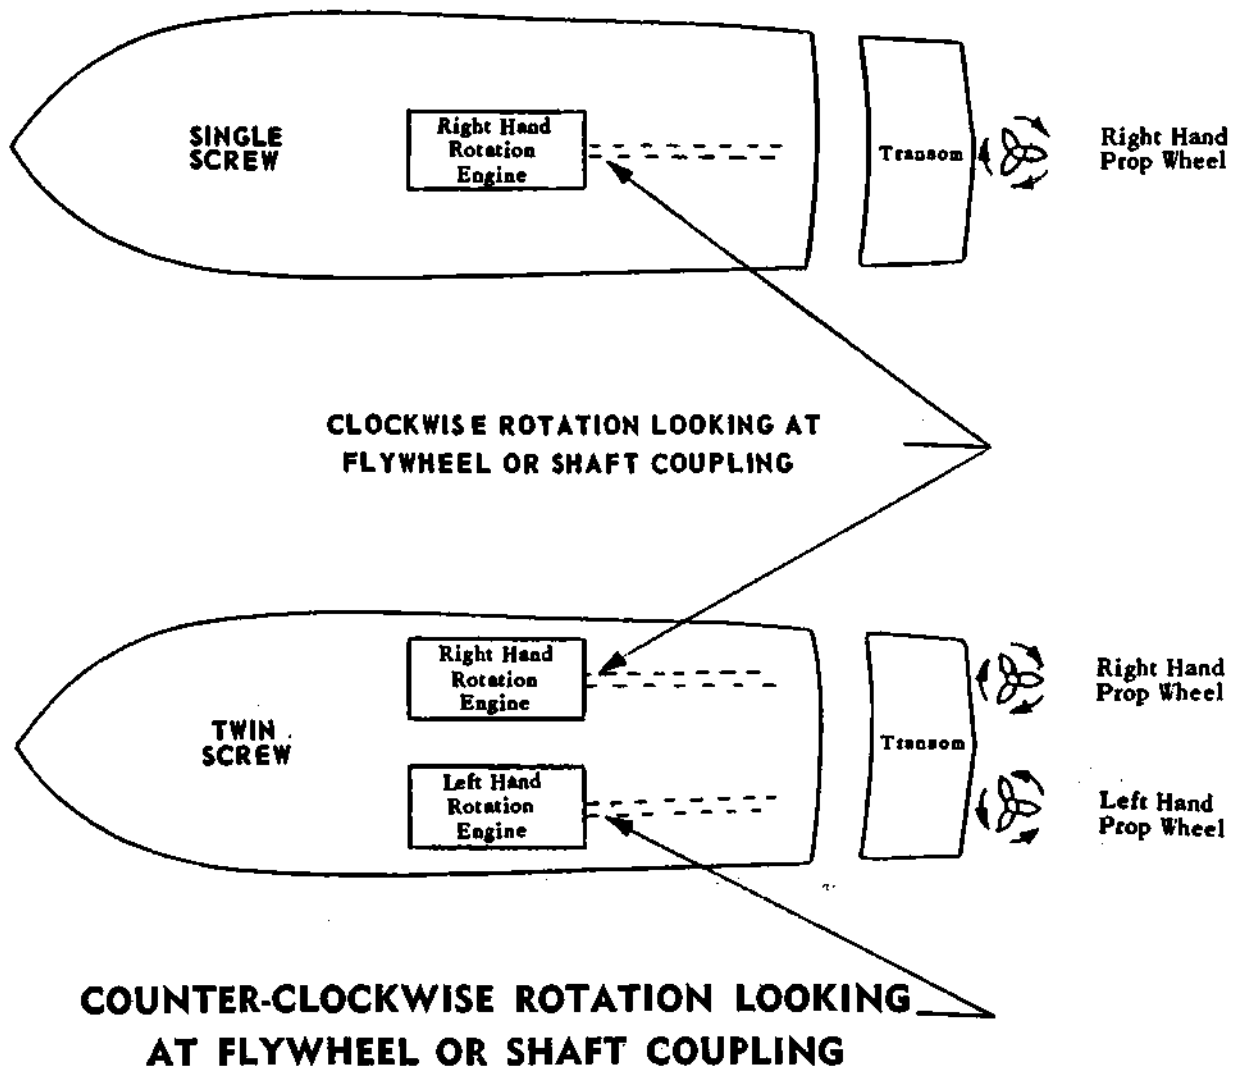 SINGLE
SCREW
Right Hand
Rotation
Engine
Transom
Right Hand
Prop Wheel
CLOCKWISE ROTATION LOOKING AT
FLYWHEEL OR SHAFT COUPLING
TWIN
SCREW
Right Hand
Rotation
Engine
Left Hand
Rotation
Engine
Transom
Right Hand
Prop Wheel
Left Hand
Prop Wheel
COUNTER-CLOCKWISE ROTATION LOOKING
AT FLYWHEEL OR SHAFT COUPLING